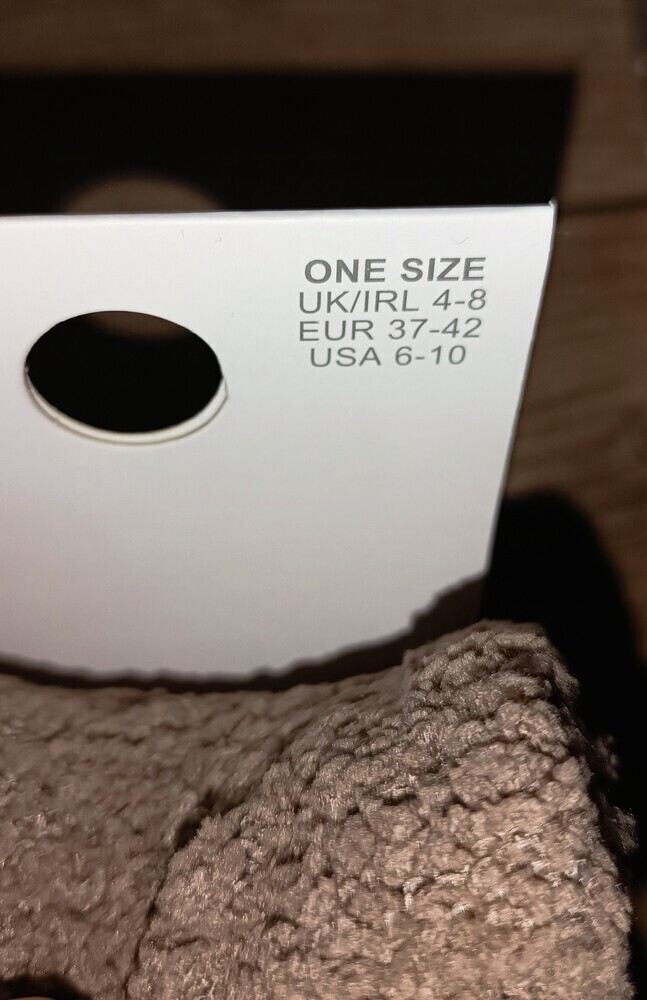 ONE SIZE
UK/IRL 4-8
EUR 37-42
USA 6-10